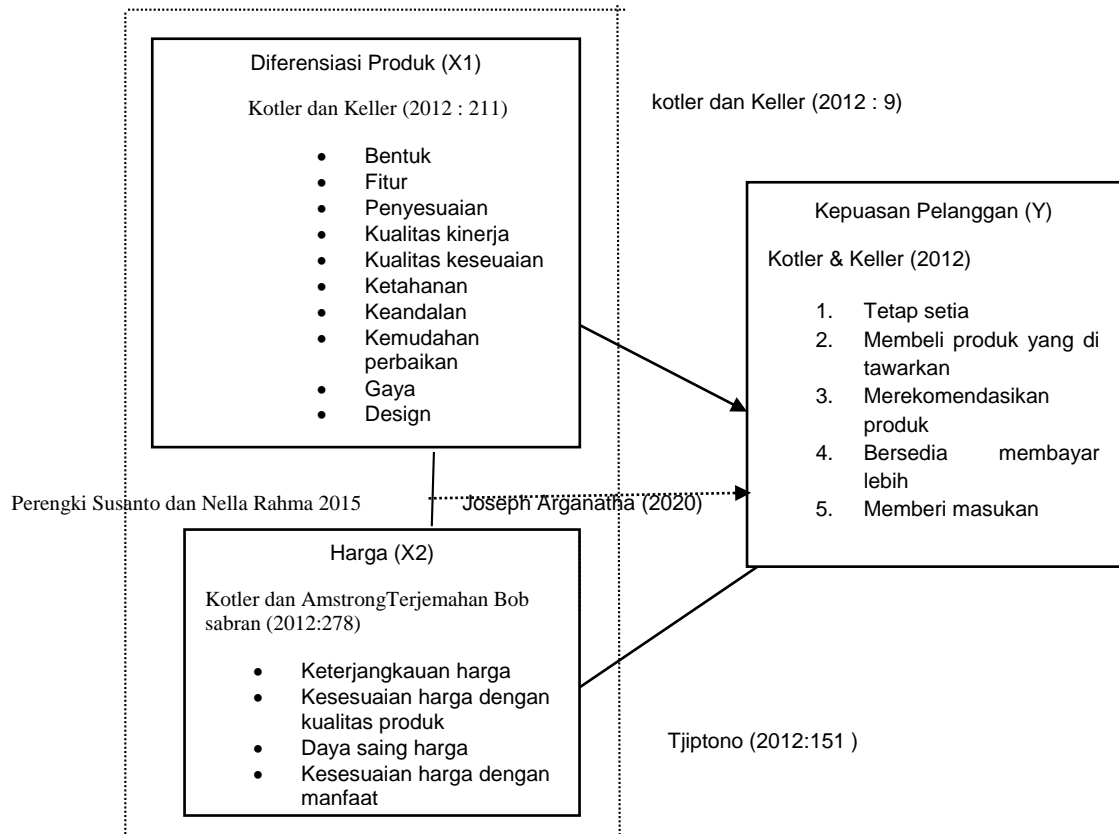 Diferensiasi Produk (X1)
Kotler dan Keller (2012 : 211)
• Bentuk
• Fitur
• Penyesuaian
• Kualitas kinerja
• Kualitas keseuaian
• Ketahanan
• Keandalan
• Kemudahan
perbaikan
• Gaya
• Design
kotler dan Keller (2012 : 9)
Kepuasan Pelanggan (Y)
Kotler & Keller (2012)
1. Tetap setia
2. Membeli produk yang di
tawarkan
3. Merekomendasikan
produk
4. Bersedia membayar
lebih
5. Memberi masukan
Perengki Susanto dan Nella Rahma 2015
Joseph Arganatha (2020)
Harga (X2)
Kotler dan AmstrongTerjemahan Bob
sabran (2012:278)
• Keterjangkauan harga
• Kesesuaian harga dengan
kualitas produk
• Daya saing harga
• Kesesuaian harga dengan
manfaat
Tjiptono (2012:151 )